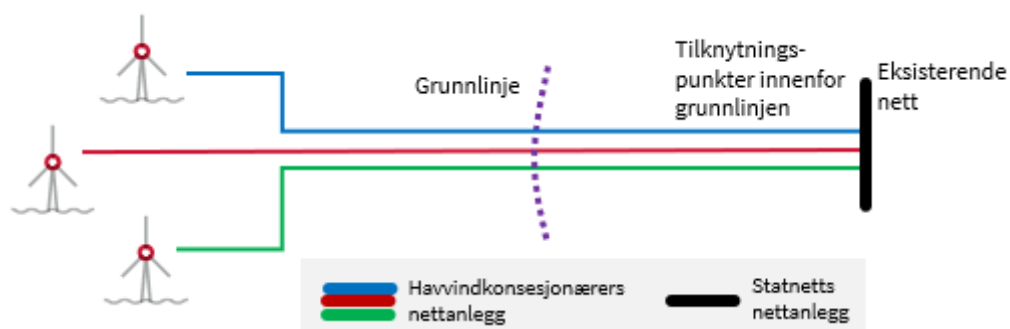 Grunnlinje
Tilknytnings-
punkter innenfor
grunnlinjen
Eksisterende
nett
Havvindkonsesjonærers
nettanlegg
Statnetts
nettanlegg